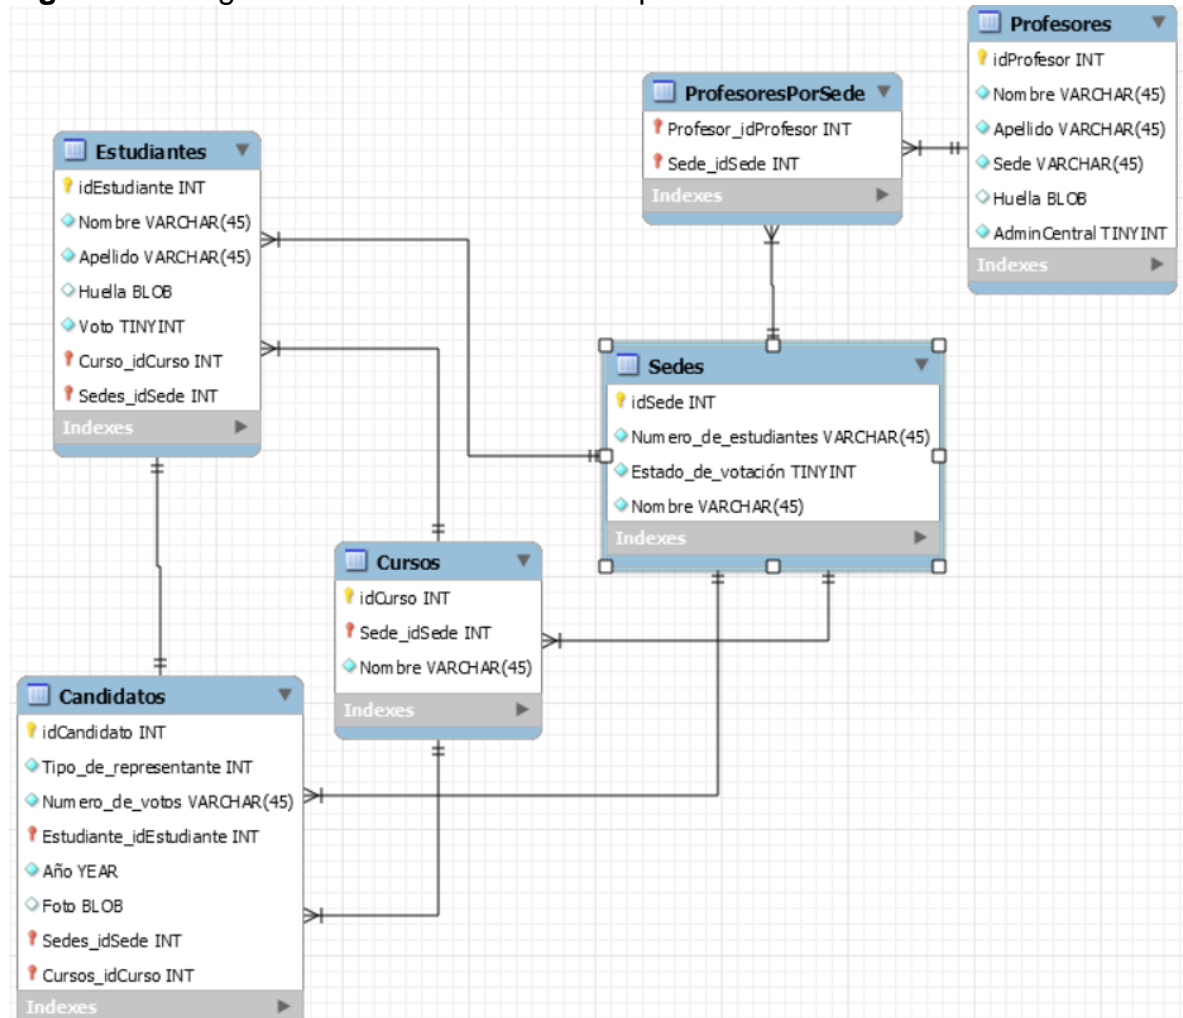 Profesores
idProfesor INT
Nombre VARCHAR(45)
Apellido VARCHAR(45)
Sede VARCHAR(45)
Huella BLOB
AdminCentral TINYINT
Indexes
ProfesoresPorSede
Profesor_idProfesor INT
Sede_idSede INT
Indexes
Estudiantes
idEstudiante INT
Nombre VARCHAR(45)
Apellido VARCHAR(45)
Huella BLOB
Voto TINYINT
Curso_idCurso INT
Sedes_idSede INT
Indexes
Sedes
idSede INT
Numero_de_estudiantes VARCHAR(45)
Estado_de_votación TINYINT
Nombre VARCHAR(45)
Indexes
Cursos
idCurso INT
Sede_idSede INT
Nombre VARCHAR(45)
Indexes
Candidatos
idCandidato INT
Tipo_de_representante INT
Numero_de_votos VARCHAR(45)
Estudiante_idEstudiante INT
Año YEAR
Foto BLOB
Sedes_idSede INT
Cursos_idCurso INT
Indexes